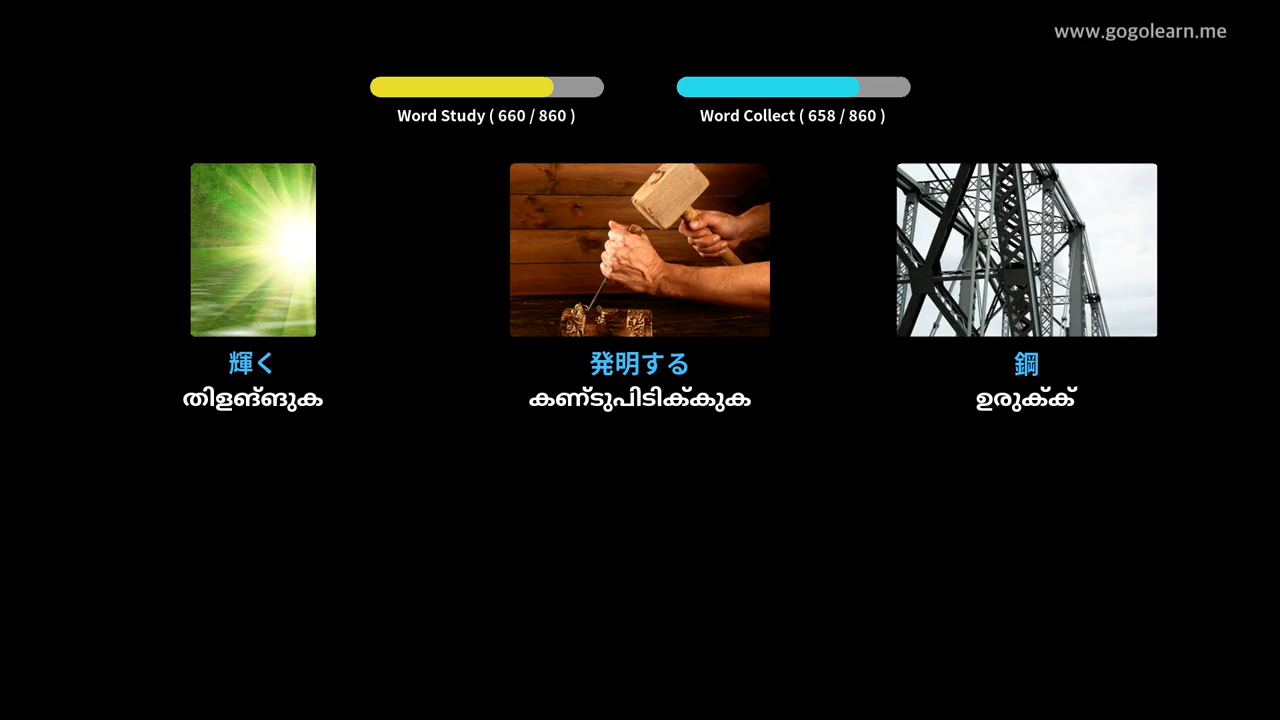 www.gogolearn.me
Word Study ( 660 / 860 )
Word Collect ( 658 / 860 )
輝く
തിളങ്ങുക
発明する
കണ്ടുപിടിക്കുക
鋼
ഉരുക്ക്